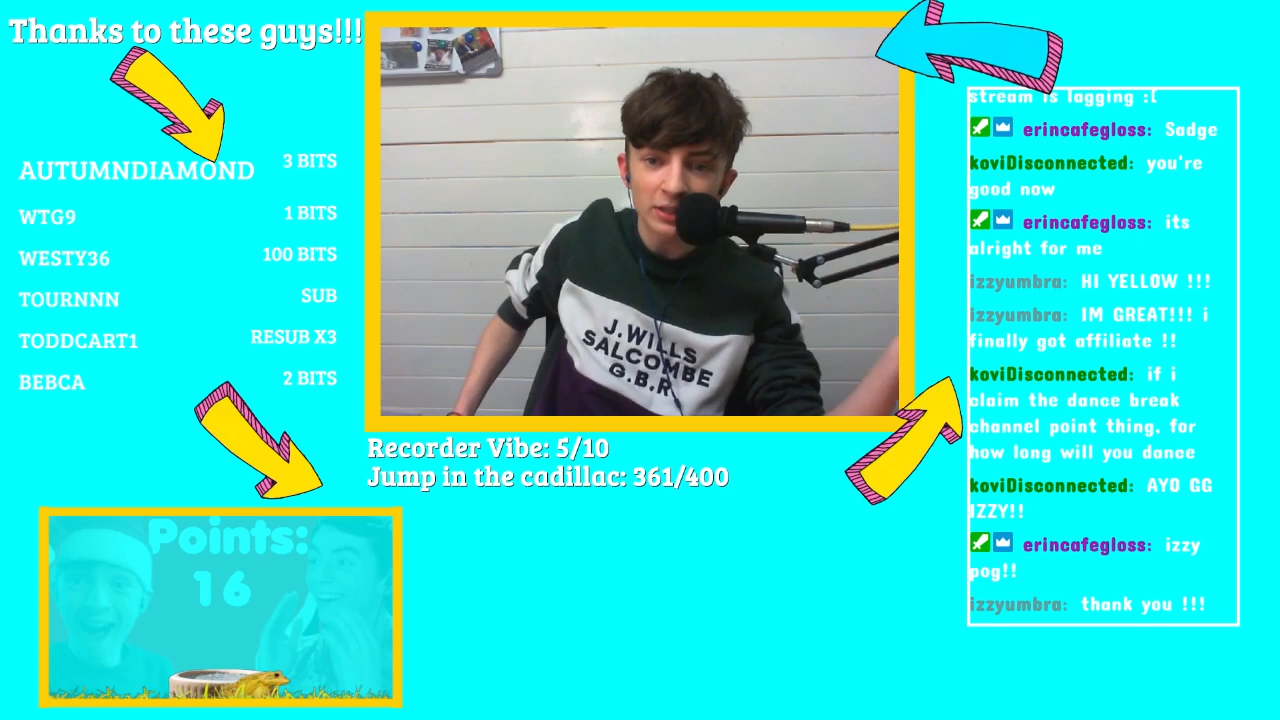 Thanks to these guys!!!
AUTUMNDIAMOND 3 BITS
WTG9 1 BITS
WESTY36 100 BITS
TOURNNN SUB
TODDCART1 RESUB X3
BEBCA 2 BITS
J.WILLS
SALCOMBE
G.B.R
Recorder Vibe: 5/10
Jump in the cadillac: 361/400
Points:
16
stream is lagging :[
erincafegloss: Sadge
koviDisconnected: you're
good now
erincafegloss: its
alright for me
izzyumbra: HI YELLOW !!!
izzyumbra: IM GREAT!!! i
finally got affiliate !!
koviDisconnected: if i
claim the dance break
channel point thing, for
how long will you dance
koviDisconnected: AYO GG
IZZY!!
erincafegloss: izzy
pog!!
izzyumbra: thank you !!!